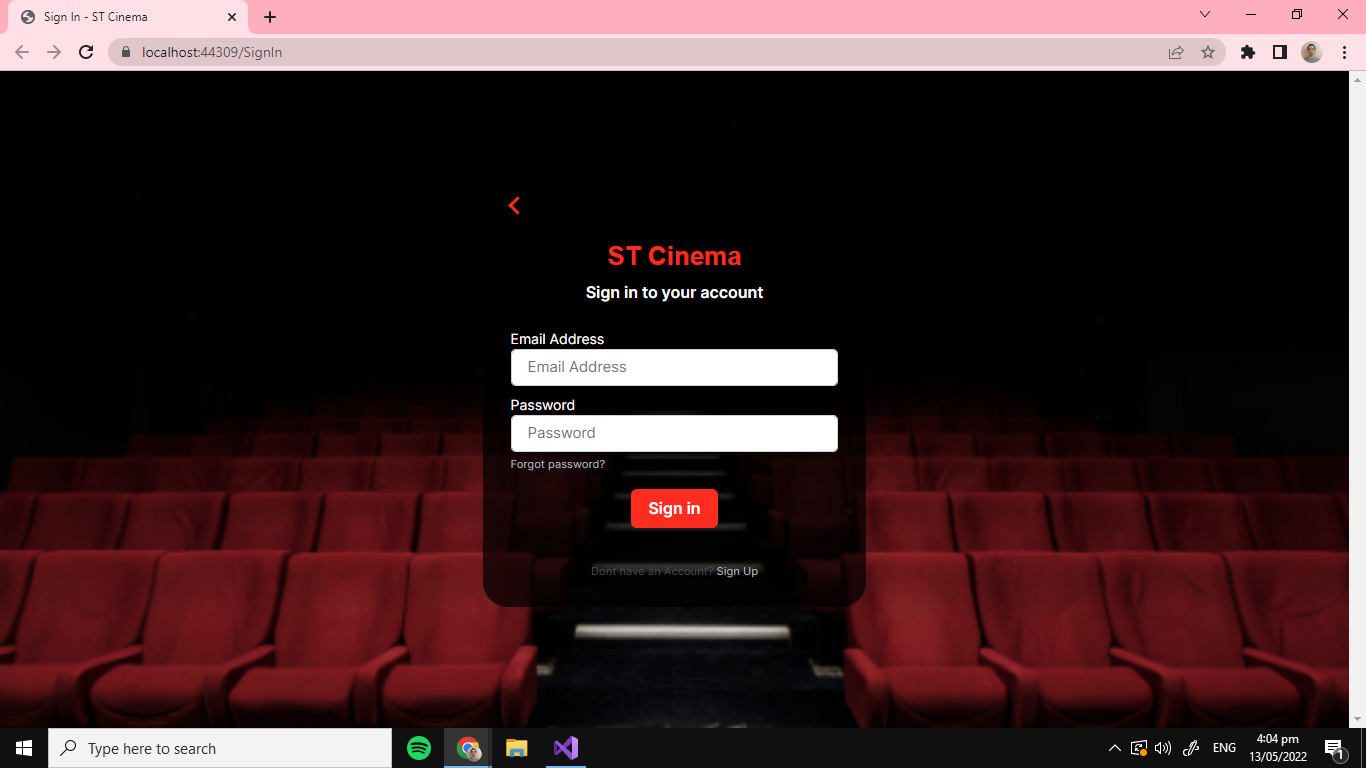 Sign In - ST Cinema
localhost:44309/SignIn
ST Cinema
Sign in to your account
Email Address
Email Address
Password
Password
Forgot password?
Sign in
Dont have an Account? Sign Up
Type here to search
ENG
4:04 pm
13/05/2022
1